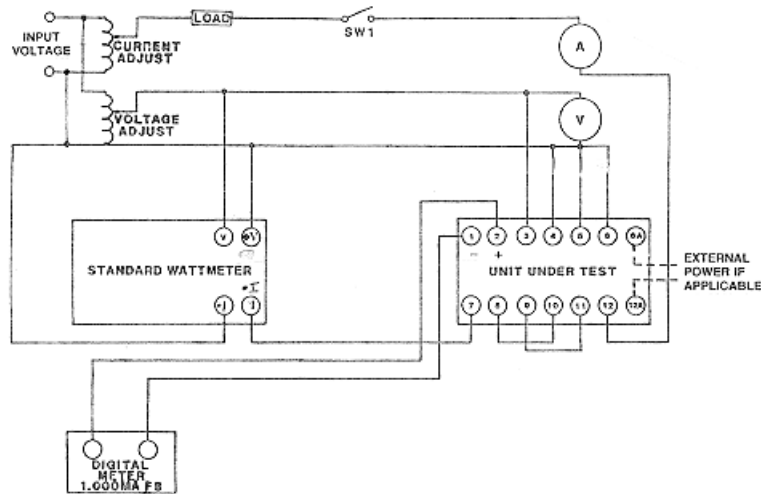 INPUT
VOLTAGE
LOAD
SW1
A
CURRENT
ADJUST
VOLTAGE
ADJUST
V
V
STANDARD WATTMETER
1 2 3 4 5 6 6A
- +
UNIT UNDER TEST
7 8 9 10 11 12 12A
EXTERNAL
POWER IF
APPLICABLE
DIGITAL
METER
1.000MA FS